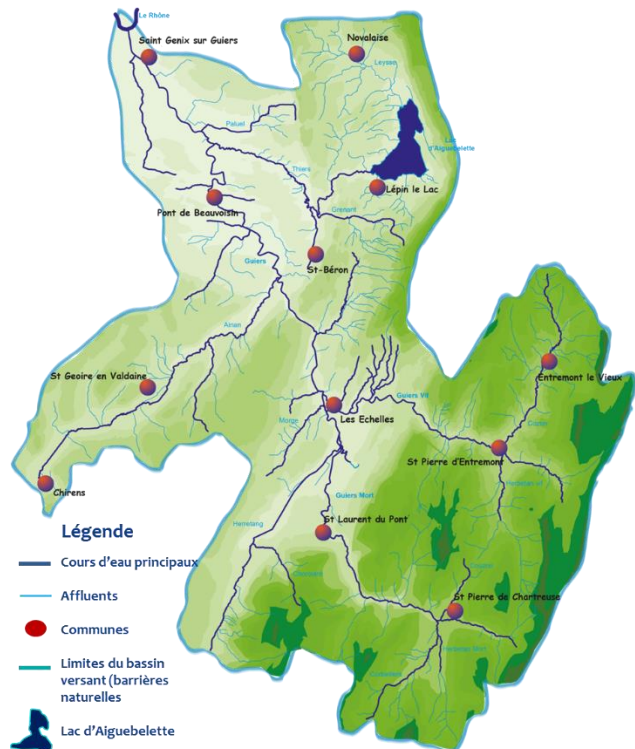 Le Rhône
Saint Genix sur Guiers
Novalaise
Leysse
Paluel
Lac
d'Aiguebelette
Thiers
Lépin le Lac
Grenant
Pont de Beauvoisin
St-Béron
Guiers
Ainan
St Geoire en Valdaine
Entremont le Vieux
Guiers Vif
Les Echelles
Morge
Cozon
St Pierre d'Entremont
Herbetan
Chirens
Guiers Mort
St Laurent du Pont
Herretang
St Pierre de Chartreuse
Légende
Cours d'eau principaux
Affluents
Communes
Limites du bassin
versant (barrières
naturelles
Lac d'Aiguebelette